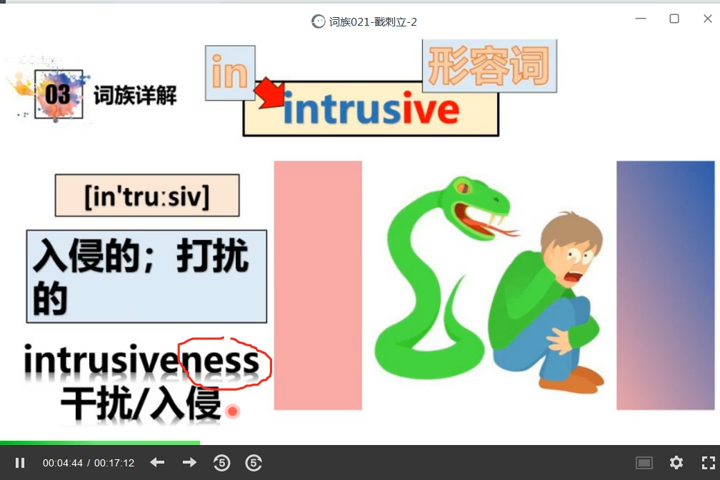 词族021-戳刺立-2
in
形容词
03 词族详解
intrusive
[in'tru:siv]
入侵的；打扰
的
intrusiveness
干扰/入侵
00:04:44 / 00:17:12
5 5